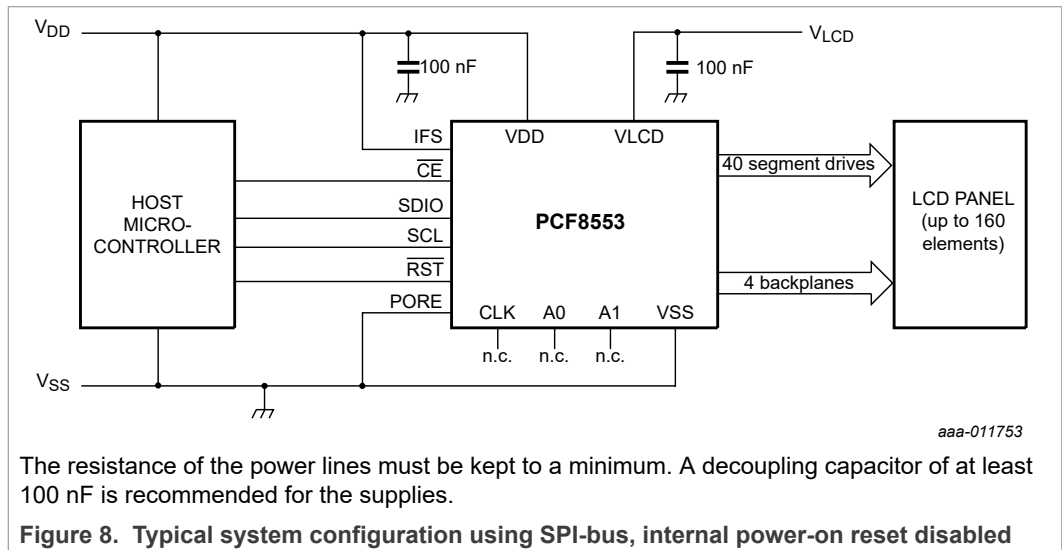 VDD
VLCD
100 nF
100 nF
IFS
VDD
VLCD
CE
40 segment drives
HOST
MICRO-
CONTROLLER
SDIO
PCF8553
LCD PANEL
(up to 160
elements)
SCL
RST
4 backplanes
PORE
CLK
A0
A1
VSS
n.c.
n.c.
n.c.
VSS
aaa-011753
The resistance of the power lines must be kept to a minimum. A decoupling capacitor of at least
100 nF is recommended for the supplies.
Figure 8. Typical system configuration using SPI-bus, internal power-on reset disabled